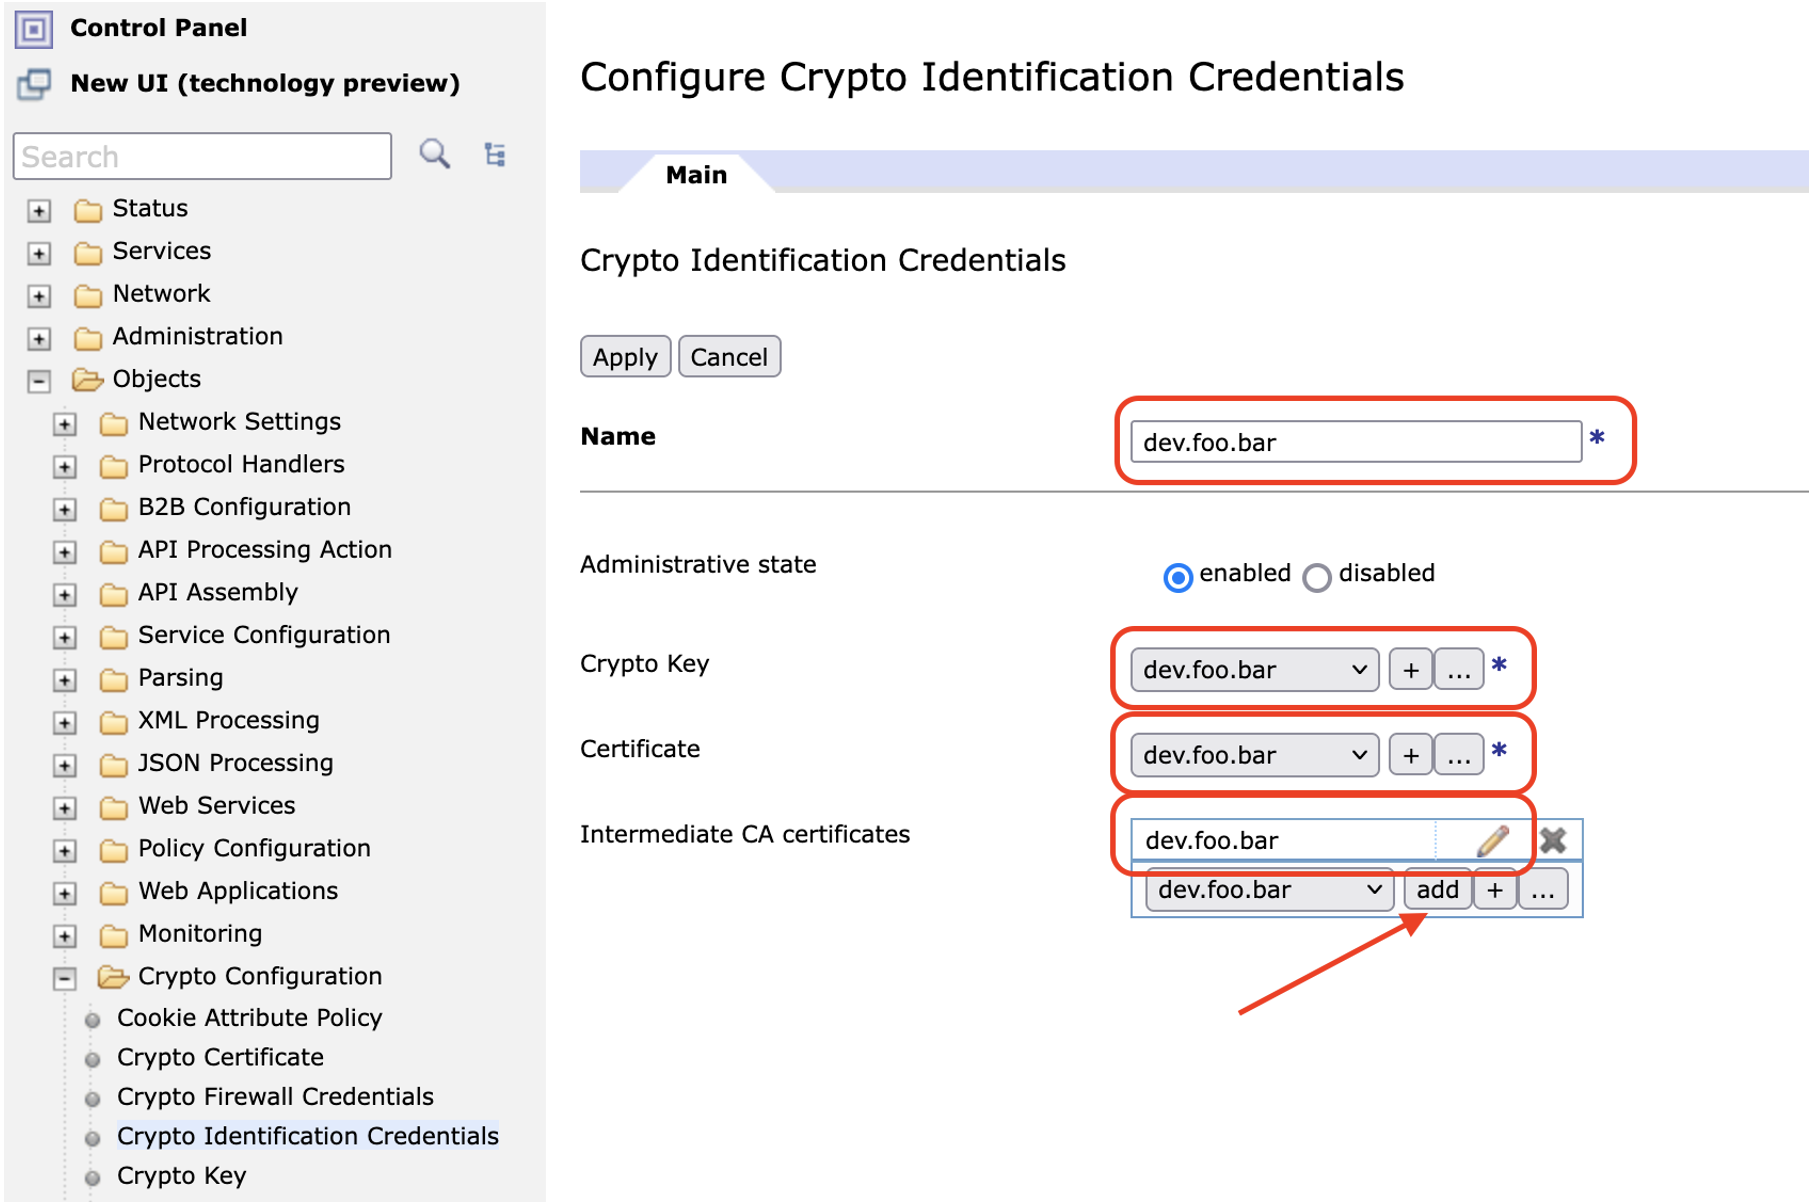 Control Panel
New UI (technology preview)
Search
Status
Services
Network
Administration
Objects
Network Settings
Protocol Handlers
B2B Configuration
API Processing Action
API Assembly
Service Configuration
Parsing
XML Processing
JSON Processing
Web Services
Policy Configuration
Web Applications
Monitoring
Crypto Configuration
Cookie Attribute Policy
Crypto Certificate
Crypto Firewall Credentials
Crypto Identification Credentials
Crypto Key
Configure Crypto Identification Credentials
Main
Crypto Identification Credentials
Apply Cancel
Name dev.foo.bar *
Administrative state enabled disabled
Crypto Key dev.foo.bar + ... *
Certificate dev.foo.bar + ... *
Intermediate CA certificates dev.foo.bar
dev.foo.bar add + ...